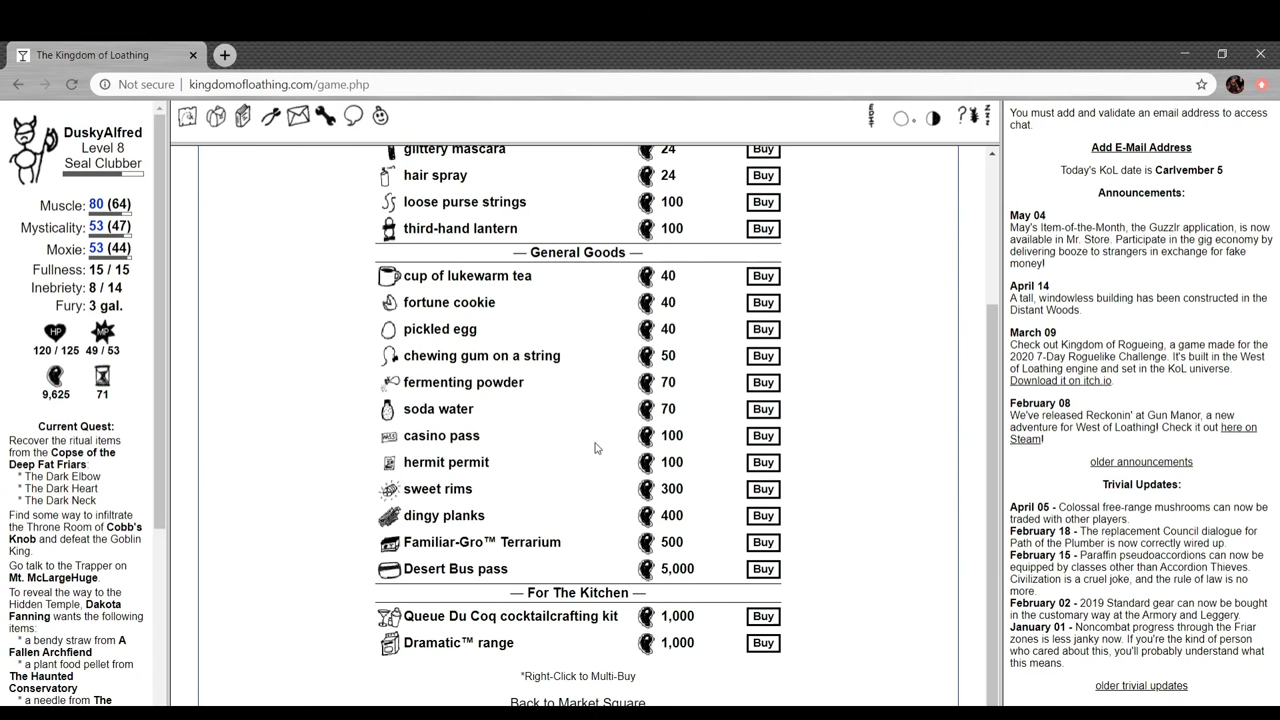 The Kingdom of Loathing
Not secure | kingdomofloathing.com/game.php
DuskyAlfred
Level 8
Seal Clubber
Muscle: 80 (64)
Mysticality: 53 (47)
Moxie: 53 (44)
Fullness: 15 / 15
Inebriety: 8 / 14
Fury: 3 gal.
HP MP
120 / 125 49 / 53
9,625 71
Current Quest:
Recover the ritual items
from the Copse of the
Deep Fat Friars:
* The Dark Elbow
* The Dark Heart
* The Dark Neck
Find some way to infiltrate
the Throne Room of Cobb's
Knob and defeat the Goblin
King.
Go talk to the Trapper on
Mt. McLargeHuge.
To reveal the way to the
Hidden Temple, Dakota
Fanning wants the following
items:
* a bendy straw from A
Fallen Archfiend
* a plant food pellet from
The Haunted
Conservatory
* a needle from The
glittery mascara 24 Buy
hair spray 24 Buy
loose purse strings 100 Buy
third-hand lantern 100 Buy
— General Goods —
cup of lukewarm tea 40 Buy
fortune cookie 40 Buy
pickled egg 40 Buy
chewing gum on a string 50 Buy
fermenting powder 70 Buy
soda water 70 Buy
casino pass 100 Buy
hermit permit 100 Buy
sweet rims 300 Buy
dingy planks 400 Buy
Familiar-Gro™ Terrarium 500 Buy
Desert Bus pass 5,000 Buy
— For The Kitchen —
Queue Du Coq cocktailcrafting kit 1,000 Buy
Dramatic™ range 1,000 Buy
*Right-Click to Multi-Buy
Back to Market Square
You must add and validate an email address to access
chat.
Add E-Mail Address
Today's KoL date is Carlvember 5
Announcements:
May 04
May's Item-of-the-Month, the Guzzlr application, is now
available in Mr. Store. Participate in the gig economy by
delivering booze to strangers in exchange for fake
money!
April 14
A tall, windowless building has been constructed in the
Distant Woods.
March 09
Check out Kingdom of Rogueing, a game made for the
2020 7-Day Roguelike Challenge. It's built in the West
of Loathing engine and set in the KoL universe.
Download it on itch.io.
February 08
We've released Reckonin' at Gun Manor, a new
adventure for West of Loathing! Check it out here on
Steam!
older announcements
Trivial Updates:
April 05 - Colossal free-range mushrooms can now be
traded with other players.
February 18 - The replacement Council dialogue for
Path of the Plumber is now correctly wired up.
February 15 - Paraffin pseudoaccordions can now be
equipped by classes other than Accordion Thieves.
Civilization is a cruel joke, and the rule of law is no
more.
February 02 - 2019 Standard gear can now be bought
in the customary way at the Armory and Leggery.
January 01 - Noncombat progress through the Friar
zones is less janky now. If you're the kind of person
who cared about this, you'll probably understand what
this means.
older trivial updates